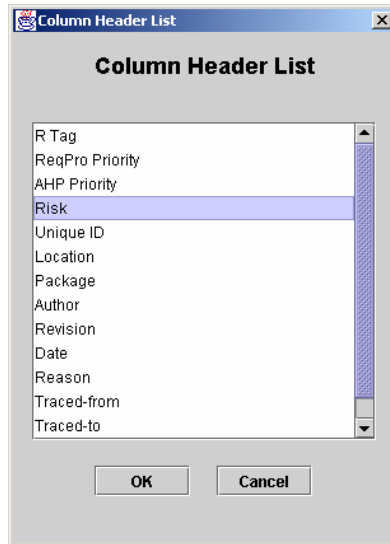 Column Header List
Column Header List
R Tag
ReqPro Priority
AHP Priority
Risk
Unique ID
Location
Package
Author
Revision
Date
Reason
Traced-from
Traced-to
OK Cancel